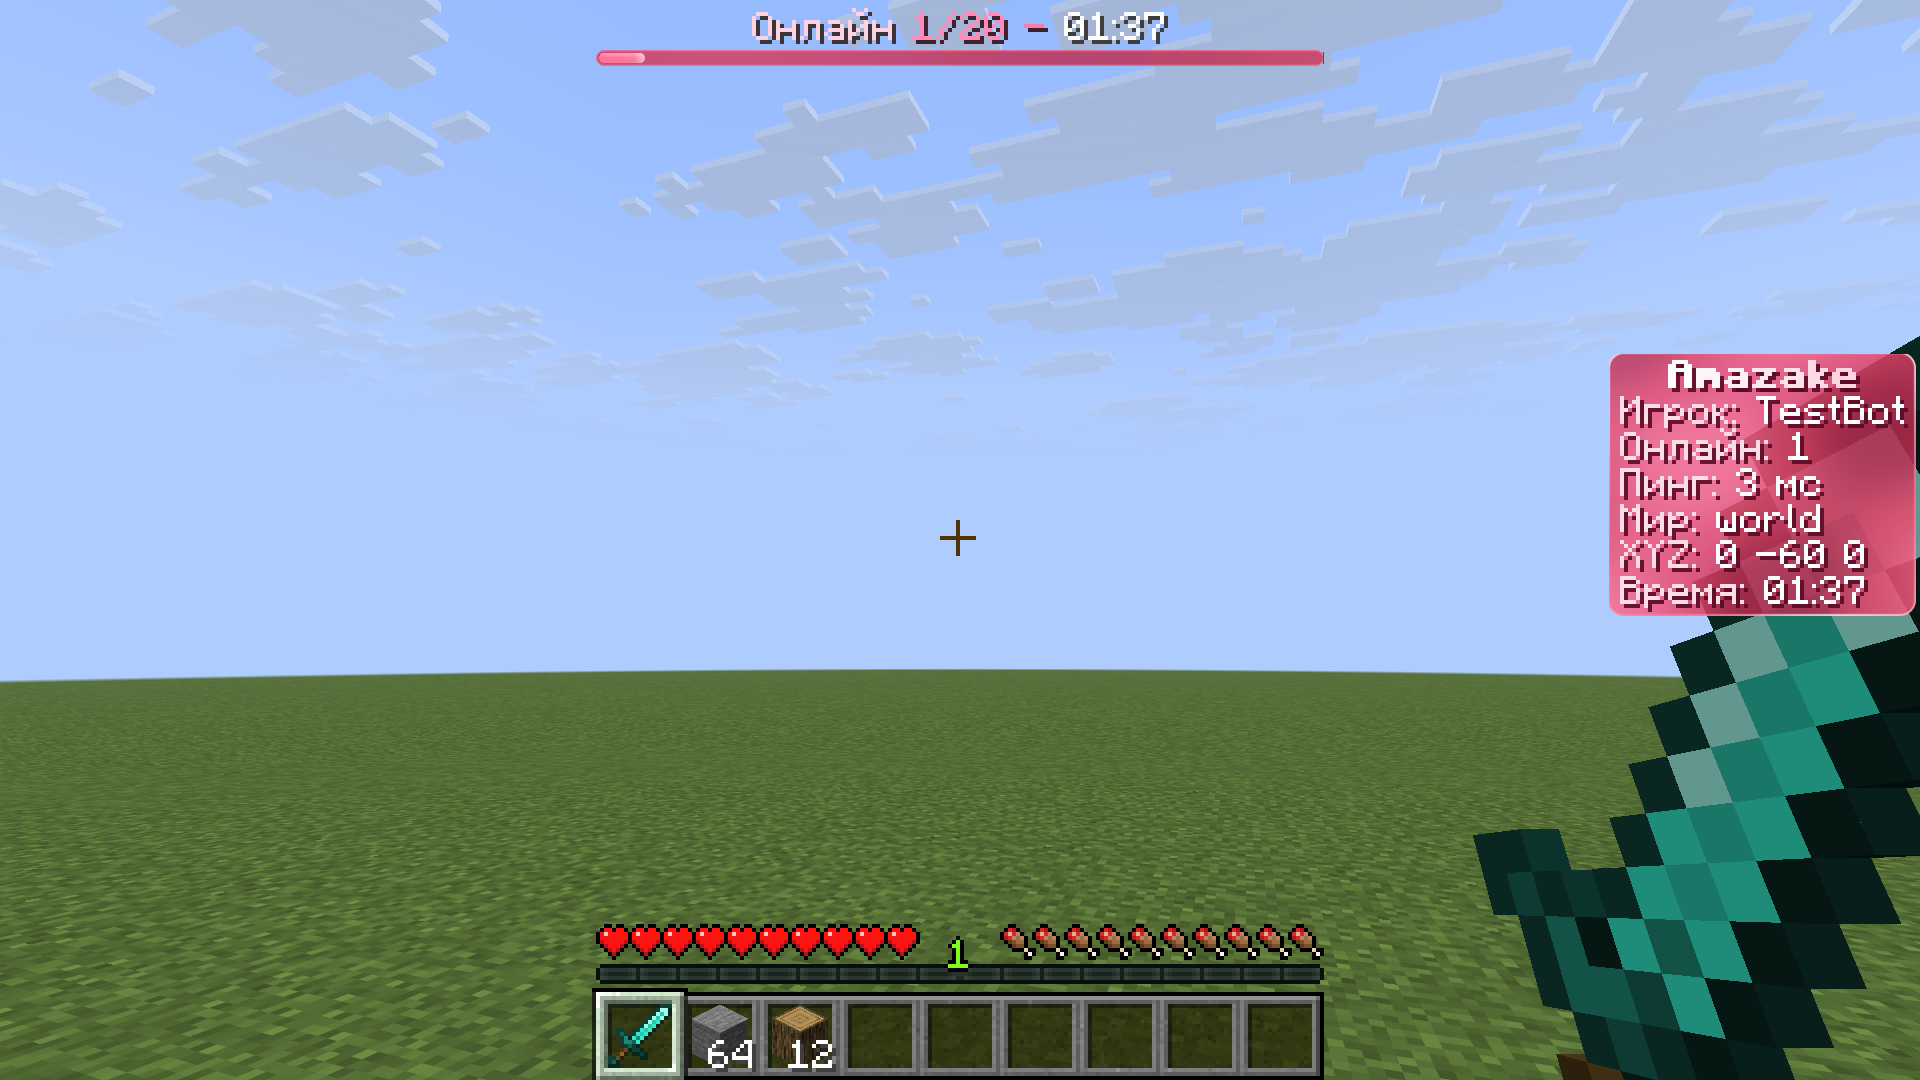 Онлайн 1/20 - 01:37
Amazake
Игрок: TestBot
Онлайн: 1
Пинг: 3 мс
Мир: world
XYZ: 0 -60 0
Время: 01:37
1
64
12